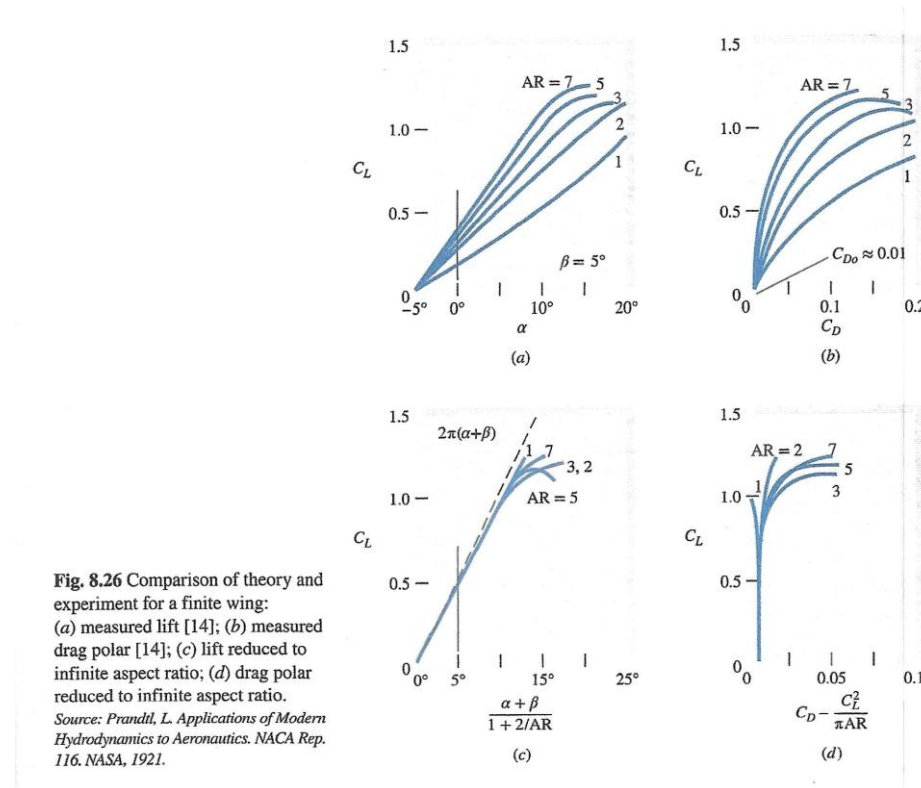 1.5
AR = 7
5
3
2
1
1.0
C_L
0.5
β = 5°
0
−5°
0°
10°
20°
α
(a)
1.5
AR = 7
5
3
2
1
1.0
C_L
0.5
C_Do ≈ 0.01
0
0
0.1
0.2
C_D
(b)
1.5
2π(α+β)
1
7
3, 2
AR = 5
1.0
C_L
0.5
0
0°
5°
15°
25°
α + β
1 + 2/AR
(c)
1.5
AR = 2
7
5
3
1
1.0
C_L
0.5
0
0
0.05
0.1
C_D − C_L^2
πAR
(d)
Fig. 8.26 Comparison of theory and
experiment for a finite wing:
(a) measured lift [14]; (b) measured
drag polar [14]; (c) lift reduced to
infinite aspect ratio; (d) drag polar
reduced to infinite aspect ratio.
Source: Prandtl, L. Applications of Modern
Hydrodynamics to Aeronautics. NACA Rep.
116. NASA, 1921.